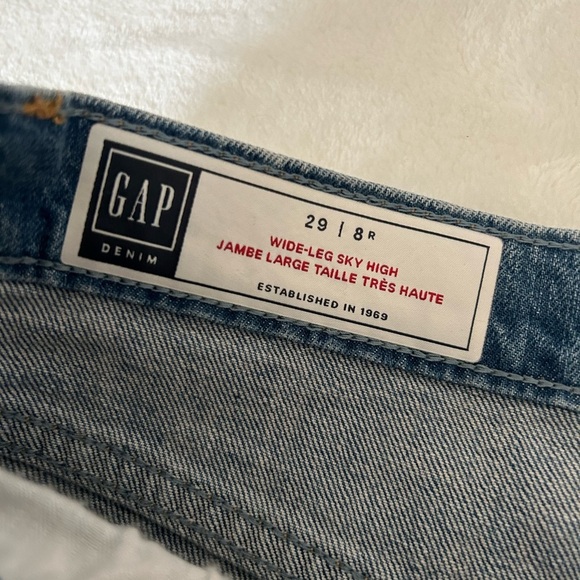 GAP
DENIM
29 | 8R
WIDE-LEG SKY HIGH
JAMBE LARGE TAILLE TRÈS HAUTE
ESTABLISHED IN 1969